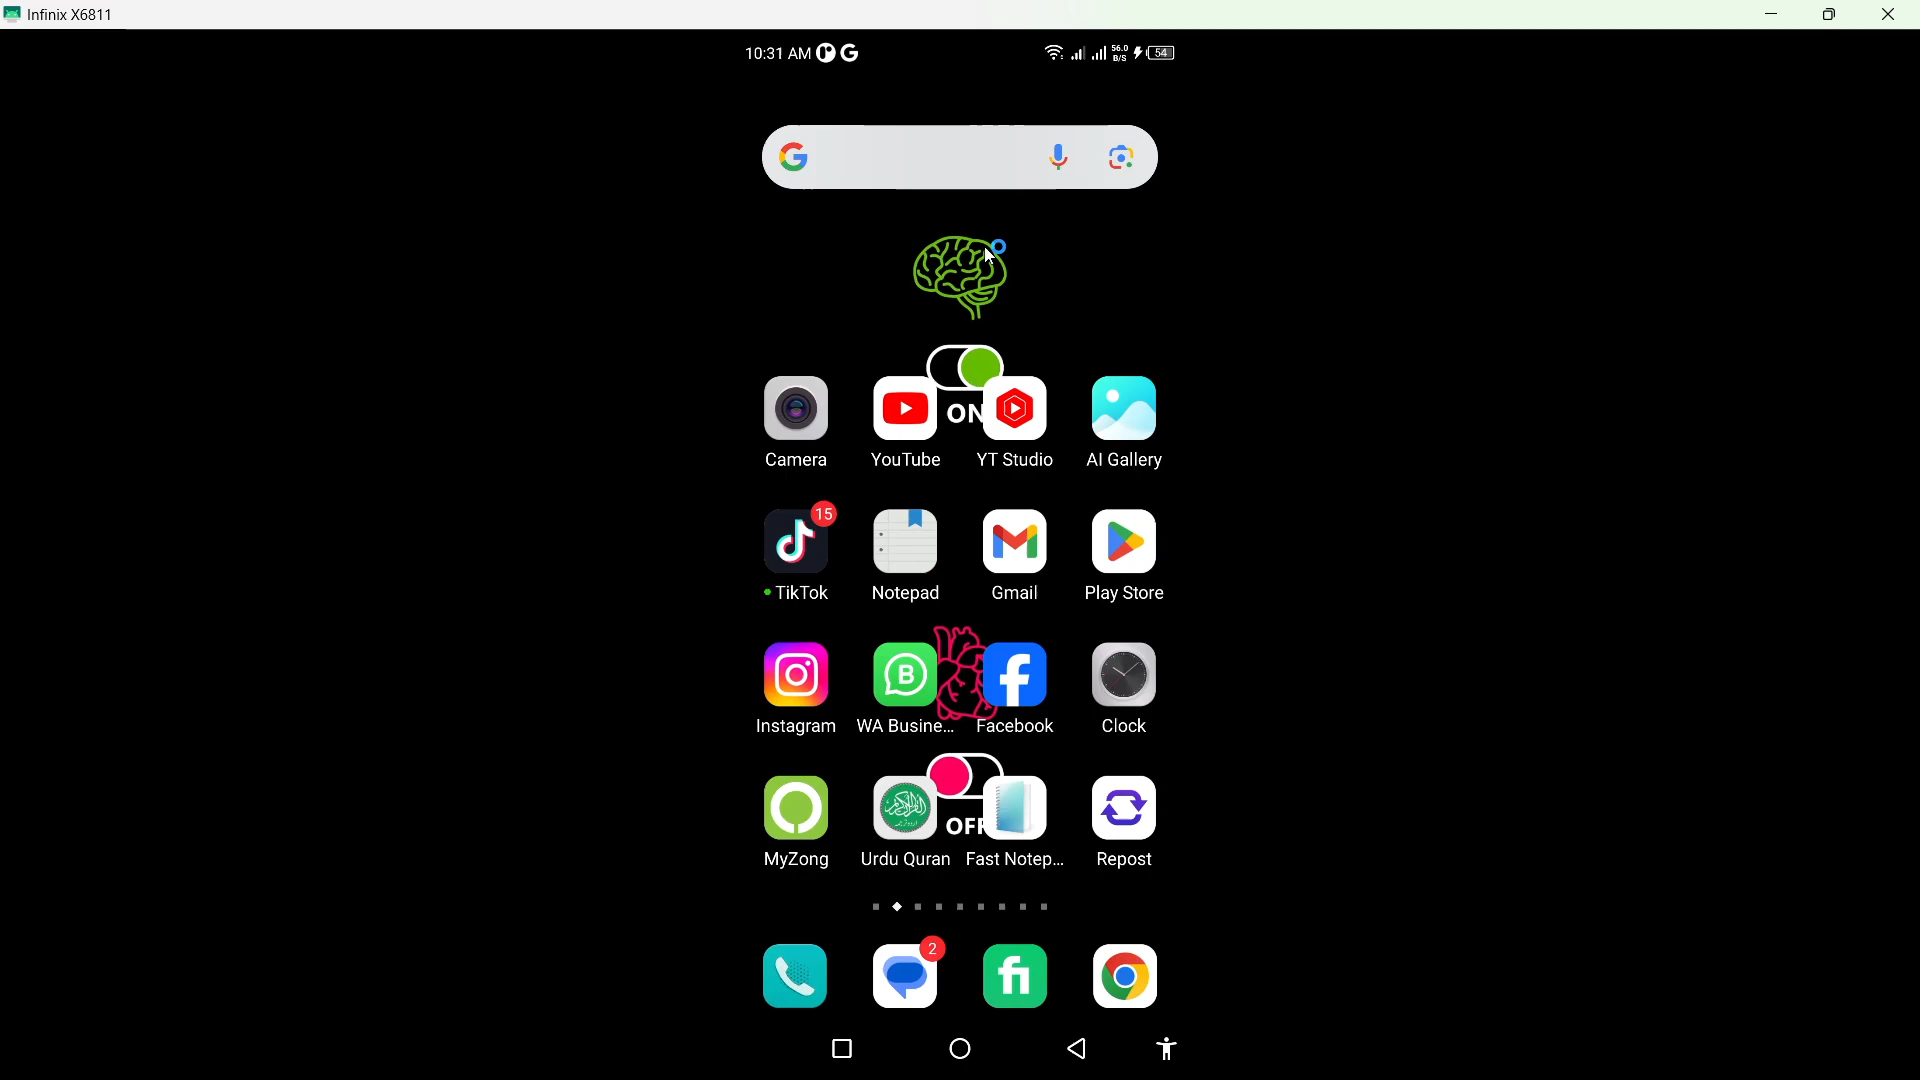 Infinix X6811
10:31 AM 56.0 B/S 54
ON
Camera YouTube YT Studio AI Gallery
15
TikTok Notepad Gmail Play Store
Instagram WA Busine... Facebook Clock
OFF
MyZong Urdu Quran Fast Notep... Repost
2